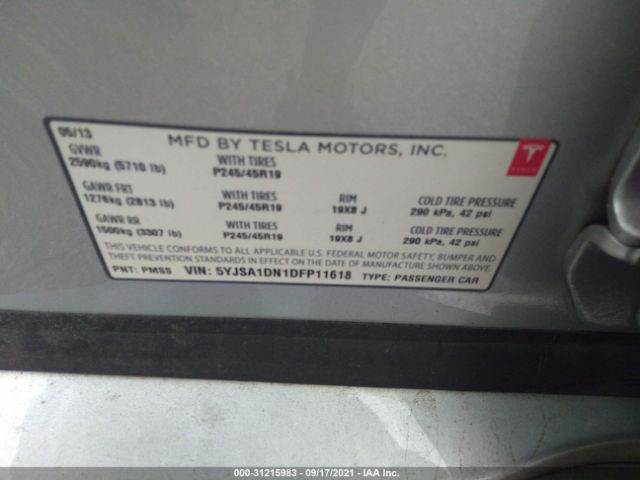 05/13
MFD BY TESLA MOTORS, INC.
TESLA
GVWR WITH TIRES
2590kg (5710 lb) P245/45R19
GAWR FRT WITH TIRES RIM COLD TIRE PRESSURE
1276kg (2813 lb) P245/45R19 19X8 J 290 kPa, 42 psi
GAWR RR WITH TIRES RIM COLD TIRE PRESSURE
1500kg (3307 lb) P245/45R19 19X8 J 290 kPa, 42 psi
THIS VEHICLE CONFORMS TO ALL APPLICABLE U.S. FEDERAL MOTOR SAFETY, BUMPER AND
THEFT PREVENTION STANDARDS IN EFFECT ON THE DATE OF MANUFACTURE SHOWN ABOVE
PNT: PMSS VIN: 5YJSA1DN1DFP11618 TYPE: PASSENGER CAR
000-31215983 - 09/17/2021 - IAA Inc.